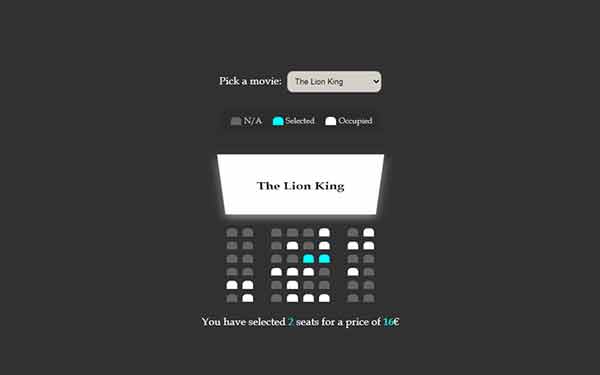 Pick a movie: The Lion King
N/A Selected Occupied
The Lion King
You have selected 2 seats for a price of 16€